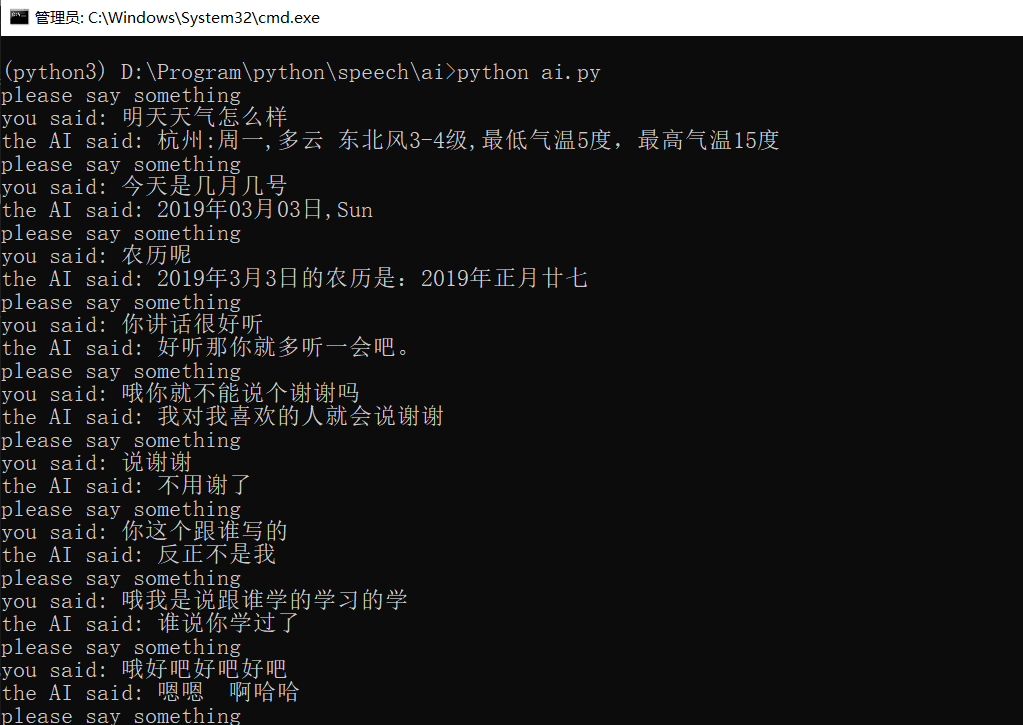 管理员: C:\Windows\System32\cmd.exe
(python3) D:\Program\python\speech\ai>python ai.py
please say something
you said: 明天天气怎么样
the AI said: 杭州:周一,多云 东北风3-4级,最低气温5度，最高气温15度
please say something
you said: 今天是几月几号
the AI said: 2019年03月03日,Sun
please say something
you said: 农历呢
the AI said: 2019年3月3日的农历是：2019年正月廿七
please say something
you said: 你讲话很好听
the AI said: 好听那你就多听一会吧。
please say something
you said: 哦你就不能说个谢谢吗
the AI said: 我对我喜欢的人就会说谢谢
please say something
you said: 说谢谢
the AI said: 不用谢了
please say something
you said: 你这个跟谁写的
the AI said: 反正不是我
please say something
you said: 哦我是说跟谁学的学习的学
the AI said: 谁说你学过了
please say something
you said: 哦好吧好吧好吧
the AI said: 嗯嗯  啊哈哈
please say something